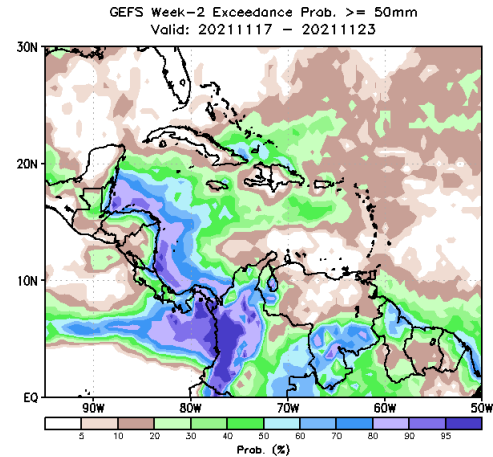 GEFS Week-2 Exceedance Prob. >= 50mm
Valid: 20211117 - 20211123
30N
20N
10N
EQ
90W 80W 70W 60W 50W
5 10 20 30 40 50 60 70 80 90 95
Prob. (%)